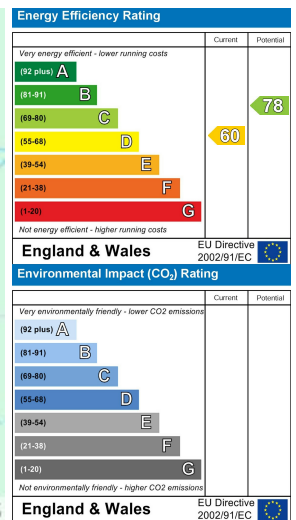 Energy Efficiency Rating
Current Potential
Very energy efficient - lower running costs
(92 plus) A
(81-91) B
(69-80) C
(55-68) D
(39-54) E
(21-38) F
(1-20) G
60
78
Not energy efficient - higher running costs
England & Wales
EU Directive
2002/91/EC
Environmental Impact (CO₂) Rating
Current Potential
Very environmentally friendly - lower CO2 emissions
(92 plus) A
(81-91) B
(69-80) C
(55-68) D
(39-54) E
(21-38) F
(1-20) G
Not environmentally friendly - higher CO2 emissions
England & Wales
EU Directive
2002/91/EC